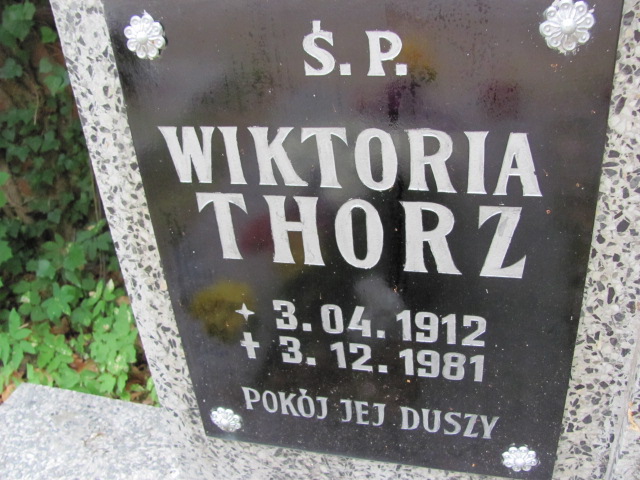 Ś.P.
WIKTORIA
THORZ
✦ 3.04.1912
✝ 3.12.1981
POKÓJ JEJ DUSZY